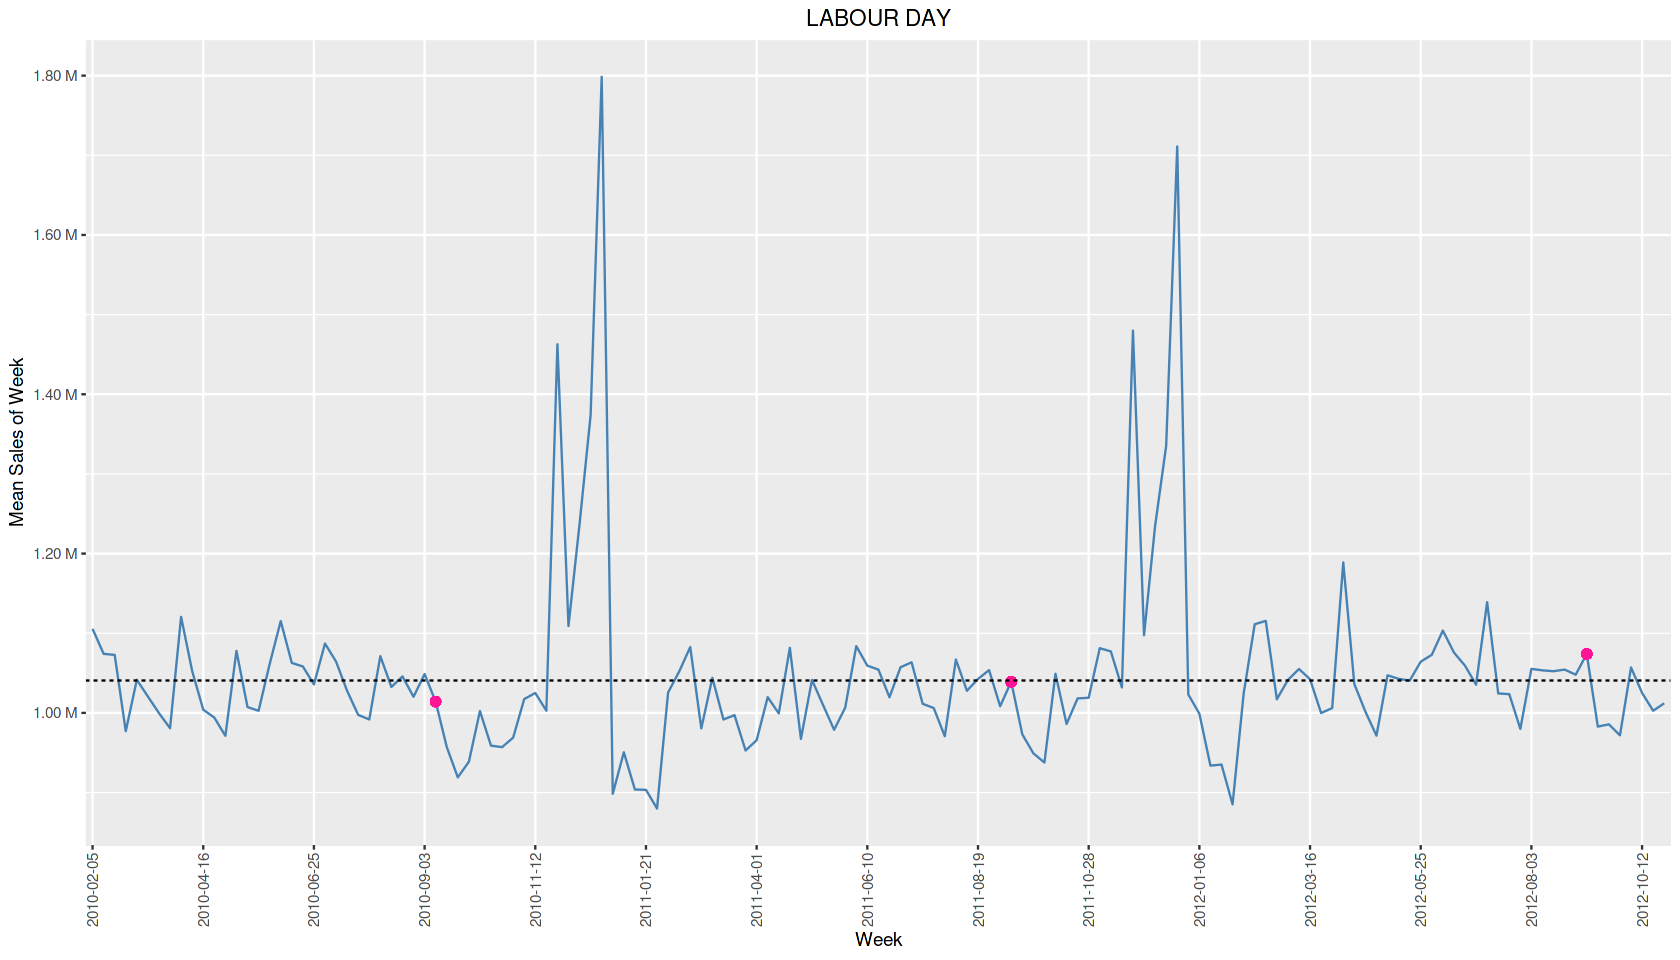 LABOUR DAY
1.80 M
1.60 M
1.40 M
1.20 M
1.00 M
Mean Sales of Week
2010-02-05
2010-04-16
2010-06-25
2010-09-03
2010-11-12
2011-01-21
2011-04-01
2011-06-10
2011-08-19
2011-10-28
2012-01-06
2012-03-16
2012-05-25
2012-08-03
2012-10-12
Week